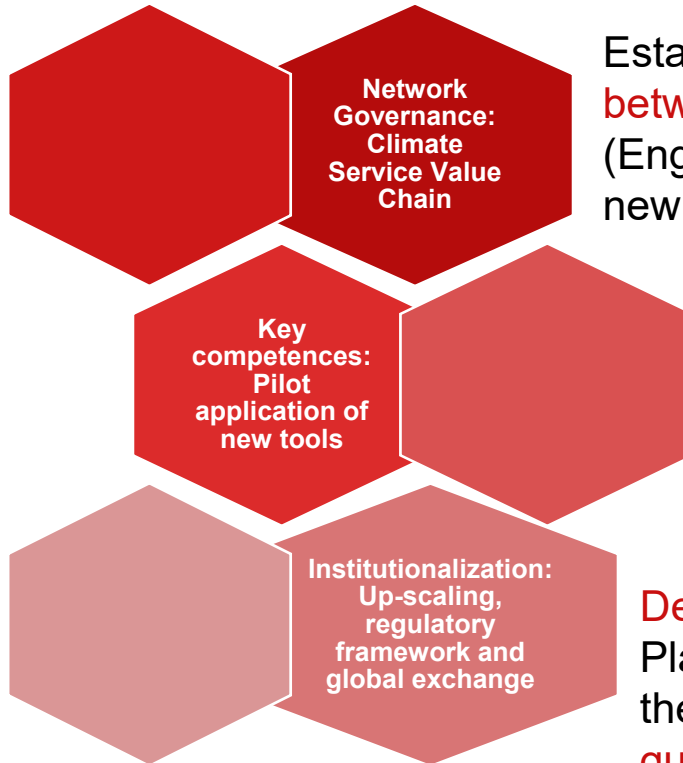 Network
Governance:
Climate
Service Value
Chain
Esta
betw
(Eng
new
Key
competences:
Pilot
application of
new tools
Institutionalization:
Up-scaling,
regulatory
framework and
global exchange
De
Pla
the